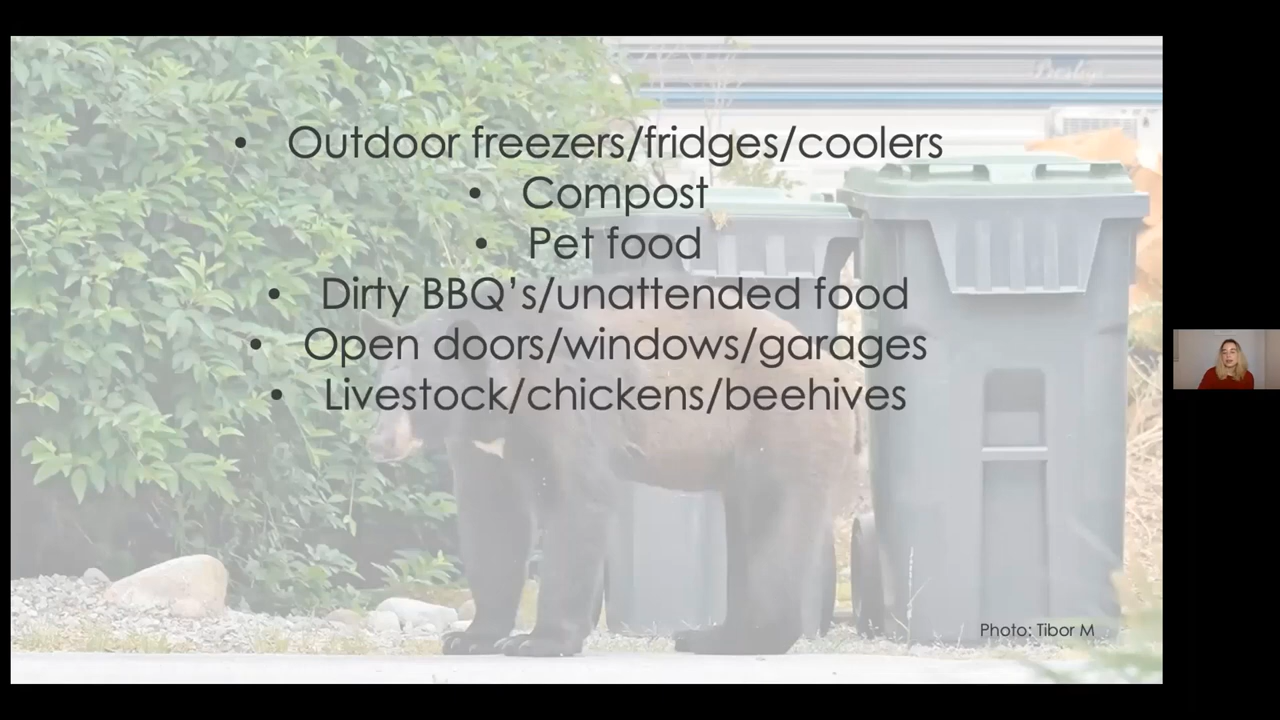 • Outdoor freezers/fridges/coolers
• Compost
• Pet food
• Dirty BBQ’s/unattended food
• Open doors/windows/garages
• Livestock/chickens/beehives
Photo: Tibor M